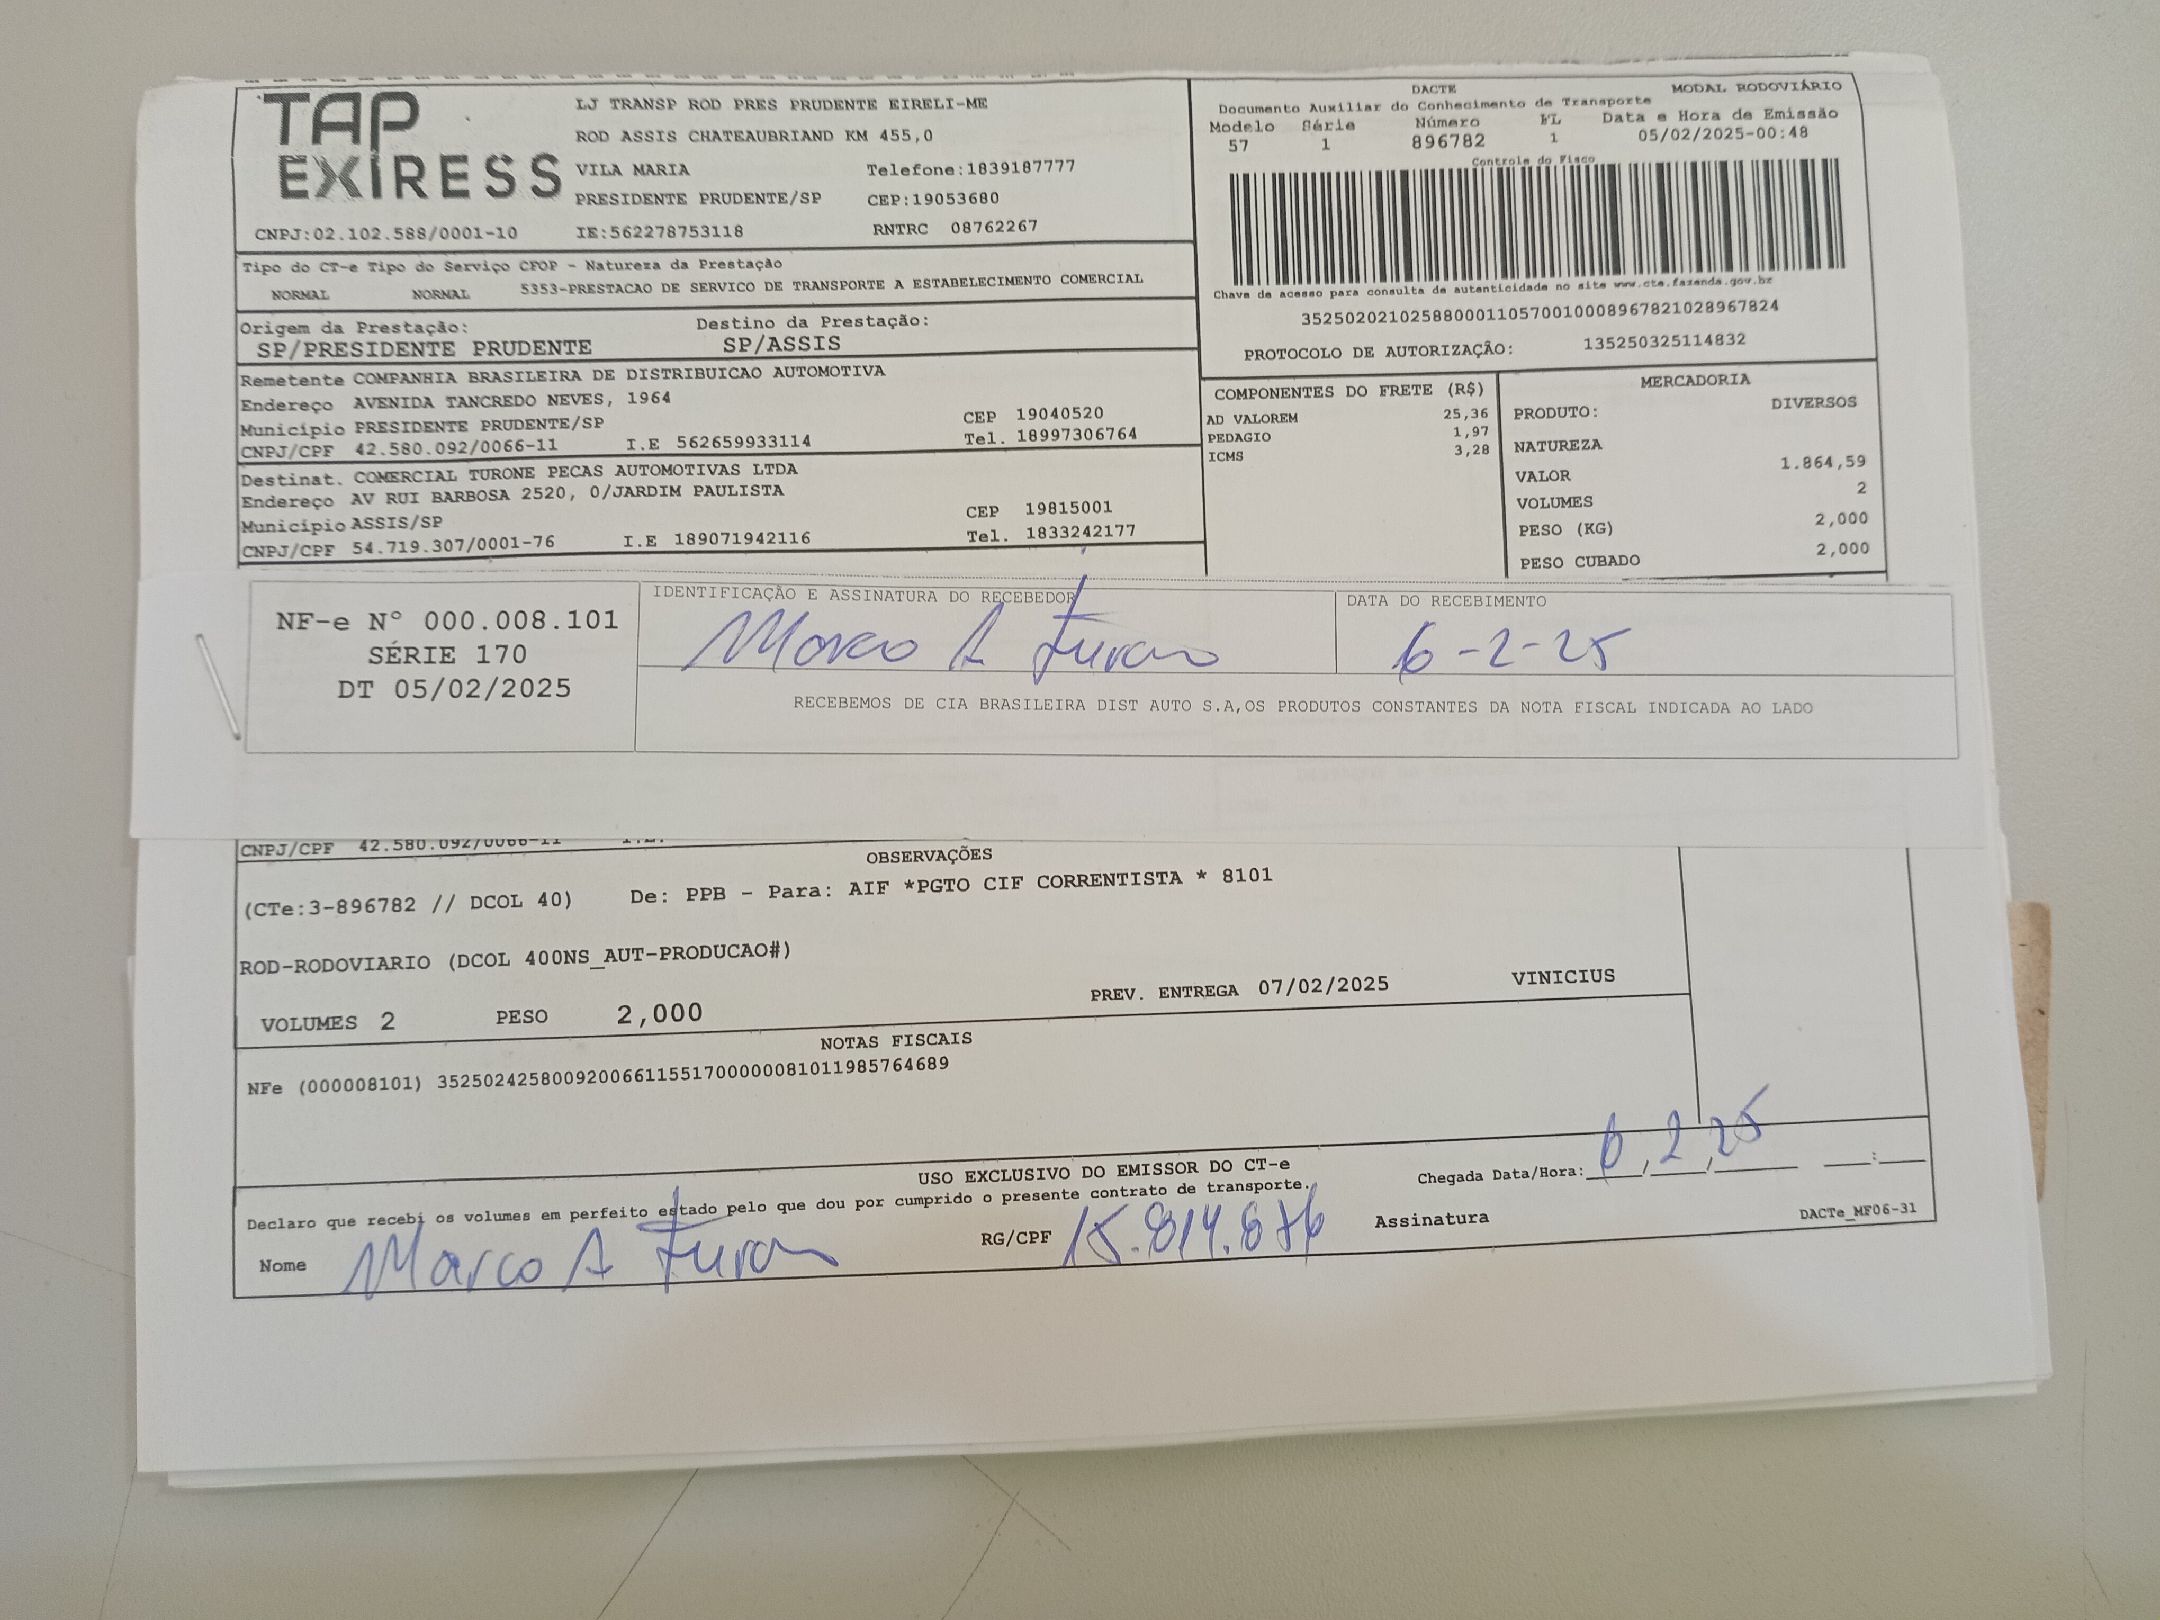 TAP
EXIRESS
LJ TRANSP ROD PRES PRUDENTE EIRELI-ME
ROD ASSIS CHATEAUBRIAND KM 455,0
VILA MARIA Telefone:1839187777
PRESIDENTE PRUDENTE/SP CEP:19053680
CNPJ:02.102.588/0001-10 IE:562278753118 RNTRC 08762267
DACTE MODAL RODOVIÁRIO
Documento Auxiliar do Conhecimento de Transporte
Modelo Série Número FL Data e Hora de Emissão
57 1 896782 1 05/02/2025-00:48
Controle do Fisco
Chave de acesso para consulta de autenticidade no site www.cte.fazenda.gov.br
35250202102588000110570010008967821028967824
PROTOCOLO DE AUTORIZAÇÃO: 135250325114832
Tipo do CT-e Tipo do Serviço CFOP - Natureza da Prestação
NORMAL NORMAL 5353-PRESTACAO DE SERVICO DE TRANSPORTE A ESTABELECIMENTO COMERCIAL
Origem da Prestação: Destino da Prestação:
SP/PRESIDENTE PRUDENTE SP/ASSIS
Remetente COMPANHIA BRASILEIRA DE DISTRIBUICAO AUTOMOTIVA
Endereço AVENIDA TANCREDO NEVES, 1964
Município PRESIDENTE PRUDENTE/SP CEP 19040520
CNPJ/CPF 42.580.092/0066-11 I.E 562659933114 Tel. 18997306764
Destinat. COMERCIAL TURONE PECAS AUTOMOTIVAS LTDA
Endereço AV RUI BARBOSA 2520, 0/JARDIM PAULISTA
Município ASSIS/SP CEP 19815001
CNPJ/CPF 54.719.307/0001-76 I.E 189071942116 Tel. 1833242177
COMPONENTES DO FRETE (R$)
AD VALOREM 25,36
PEDAGIO 1,97
ICMS 3,28
MERCADORIA
PRODUTO: DIVERSOS
NATUREZA
VALOR 1.864,59
VOLUMES 2
PESO (KG) 2,000
PESO CUBADO 2,000
NF-e N° 000.008.101
SÉRIE 170
DT 05/02/2025
IDENTIFICAÇÃO E ASSINATURA DO RECEBEDOR
Marco A
DATA DO RECEBIMENTO
6-2-25
RECEBEMOS DE CIA BRASILEIRA DIST AUTO S.A,OS PRODUTOS CONSTANTES DA NOTA FISCAL INDICADA AO LADO
CNPJ/CPF 42.580.092/0066-11 I.E.
OBSERVAÇÕES
(CTe:3-896782 // DCOL 40) De: PPB - Para: AIF *PGTO CIF CORRENTISTA * 8101
ROD-RODOVIARIO (DCOL 400NS_AUT-PRODUCAO#)
VOLUMES 2 PESO 2,000 PREV. ENTREGA 07/02/2025 VINICIUS
NOTAS FISCAIS
NFe (000008101) 35250242580092006611551700000081011985764689
USO EXCLUSIVO DO EMISSOR DO CT-e
Chegada Data/Hora: 6/2/25 __:__
Declaro que recebi os volumes em perfeito estado pelo que dou por cumprido o presente contrato de transporte.
Nome Marco A RG/CPF Assinatura
DACTe_MF06-31